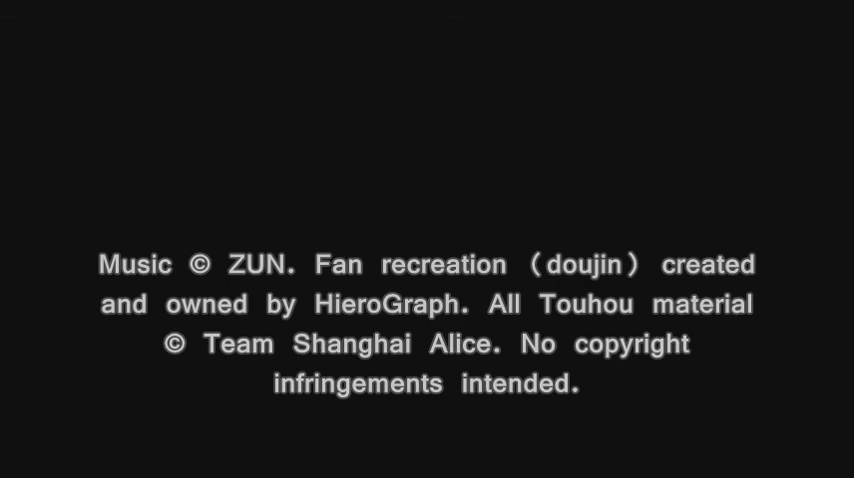 Music © ZUN. Fan recreation (doujin) created
and owned by HieroGraph. All Touhou material
© Team Shanghai Alice. No copyright
infringements intended.